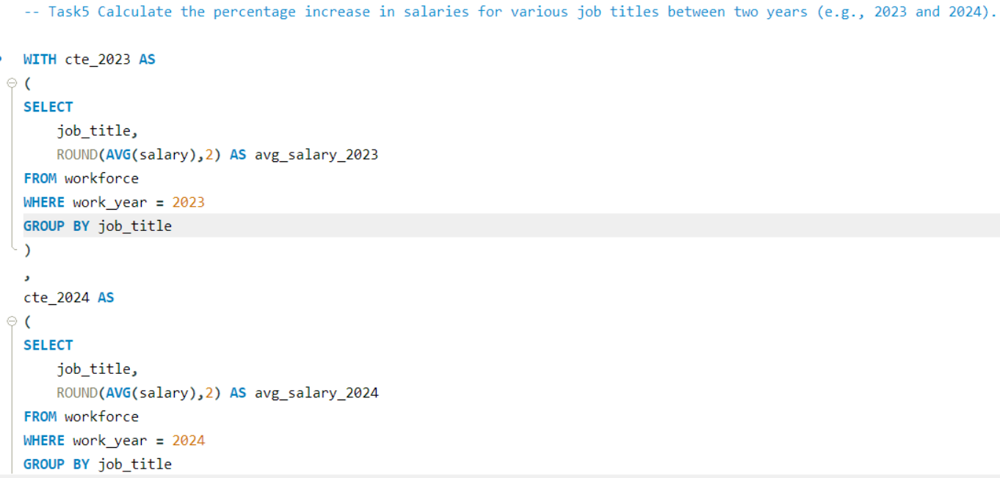 -- Task5 Calculate the percentage increase in salaries for various job titles between two years (e.g., 2023 and 2024).
WITH cte_2023 AS
(
SELECT
job_title,
ROUND(AVG(salary),2) AS avg_salary_2023
FROM workforce
WHERE work_year = 2023
GROUP BY job_title
)
,
cte_2024 AS
(
SELECT
job_title,
ROUND(AVG(salary),2) AS avg_salary_2024
FROM workforce
WHERE work_year = 2024
GROUP BY job_title